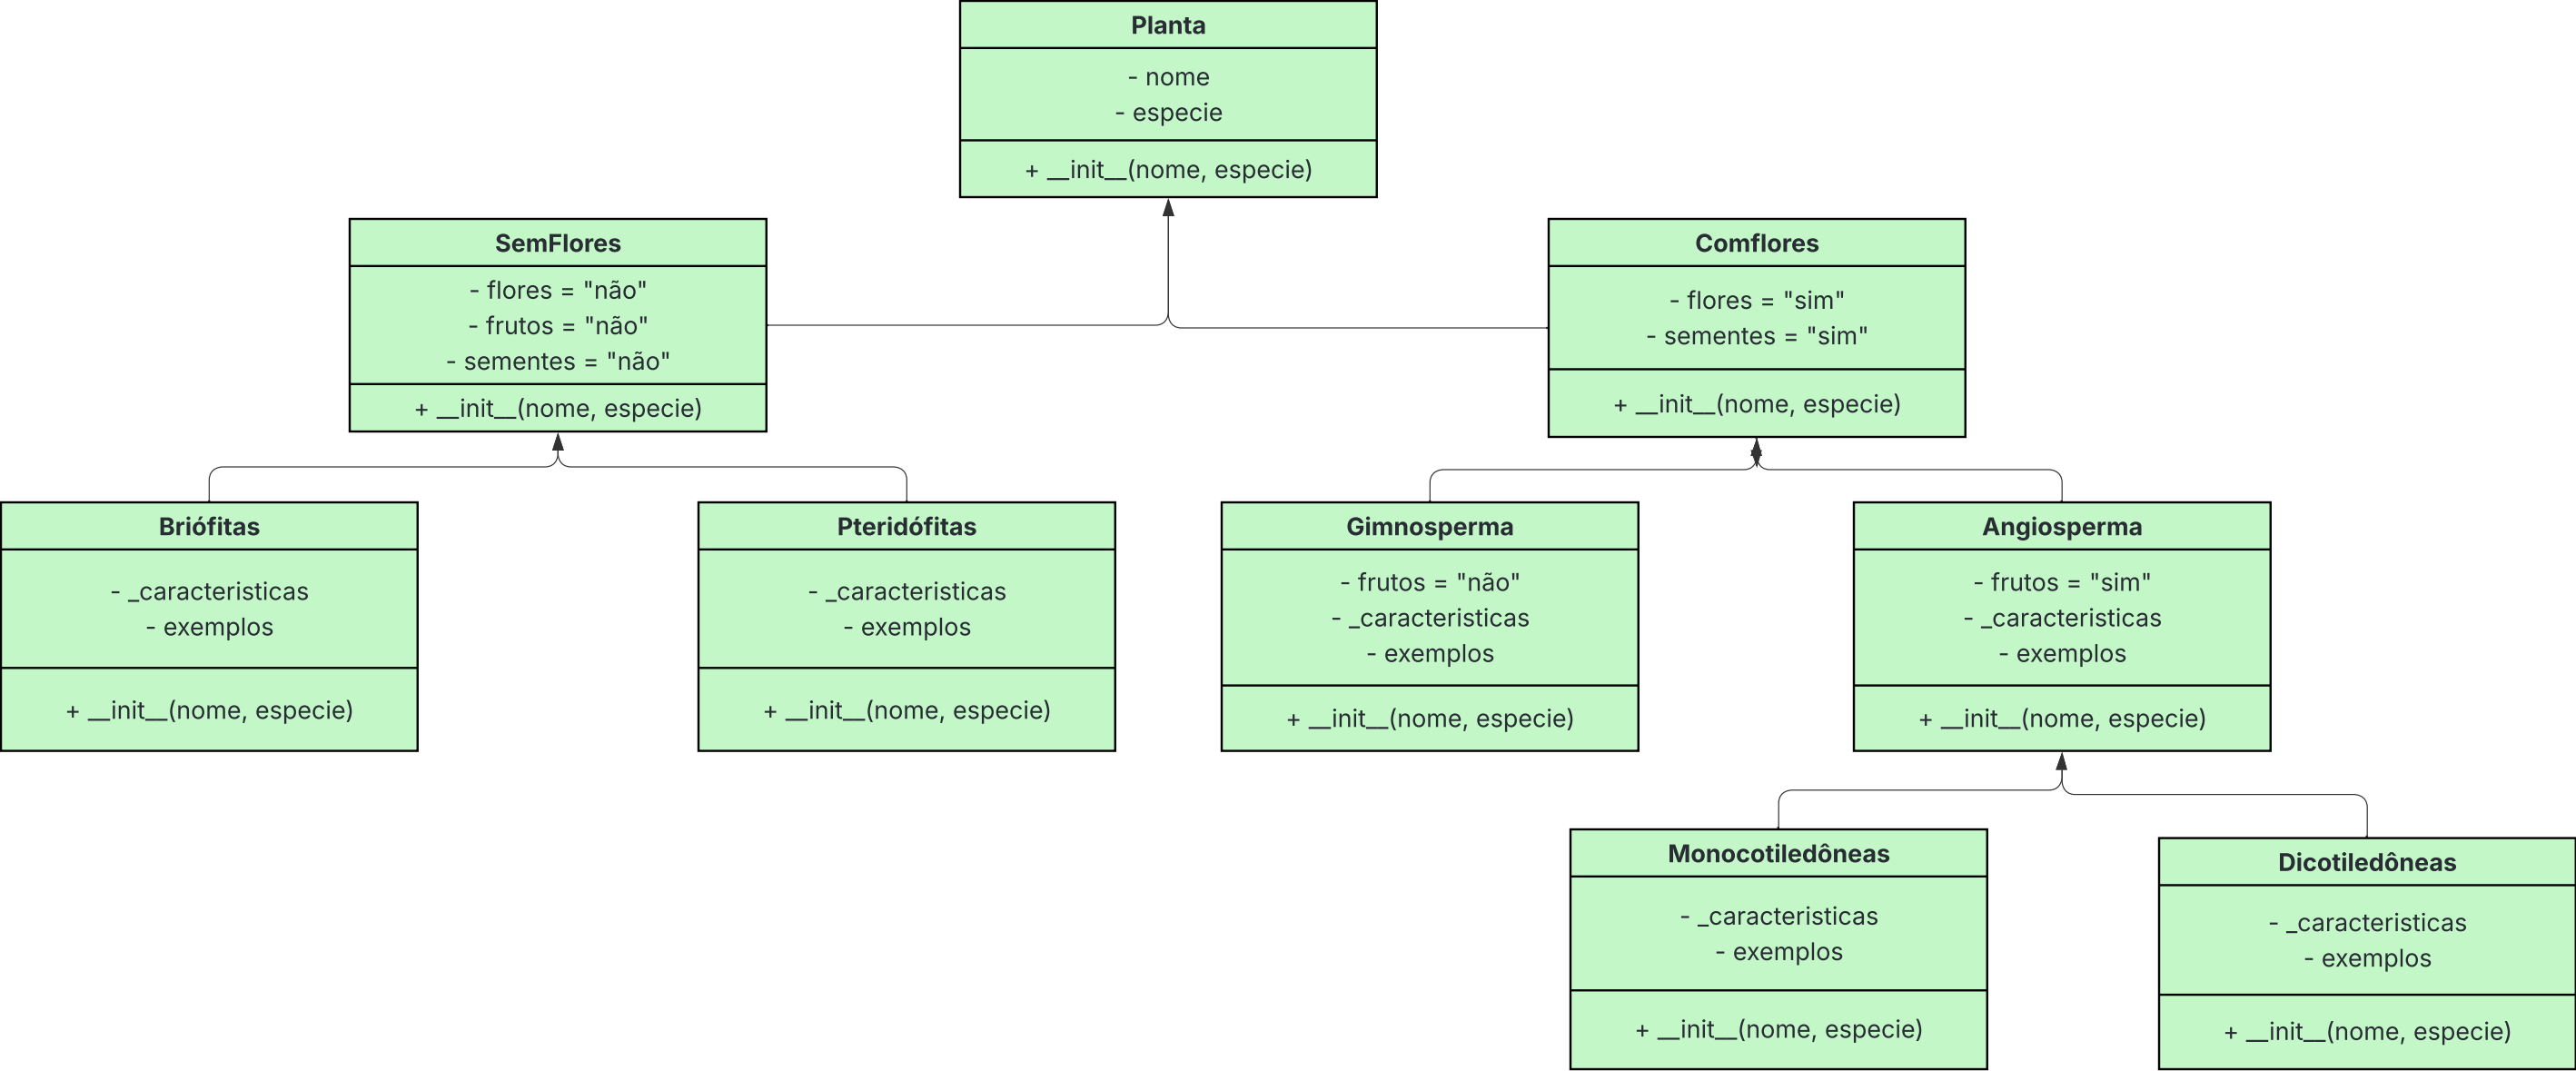 Planta
- nome
- especie
+ __init__(nome, especie)
SemFlores
- flores = "não"
- frutos = "não"
- sementes = "não"
+ __init__(nome, especie)
Comflores
- flores = "sim"
- sementes = "sim"
+ __init__(nome, especie)
Briófitas
- _caracteristicas
- exemplos
+ __init__(nome, especie)
Pteridófitas
- _caracteristicas
- exemplos
+ __init__(nome, especie)
Gimnosperma
- frutos = "não"
- _caracteristicas
- exemplos
+ __init__(nome, especie)
Angiosperma
- frutos = "sim"
- _caracteristicas
- exemplos
+ __init__(nome, especie)
Monocotiledôneas
- _caracteristicas
- exemplos
+ __init__(nome, especie)
Dicotiledôneas
- _caracteristicas
- exemplos
+ __init__(nome, especie)